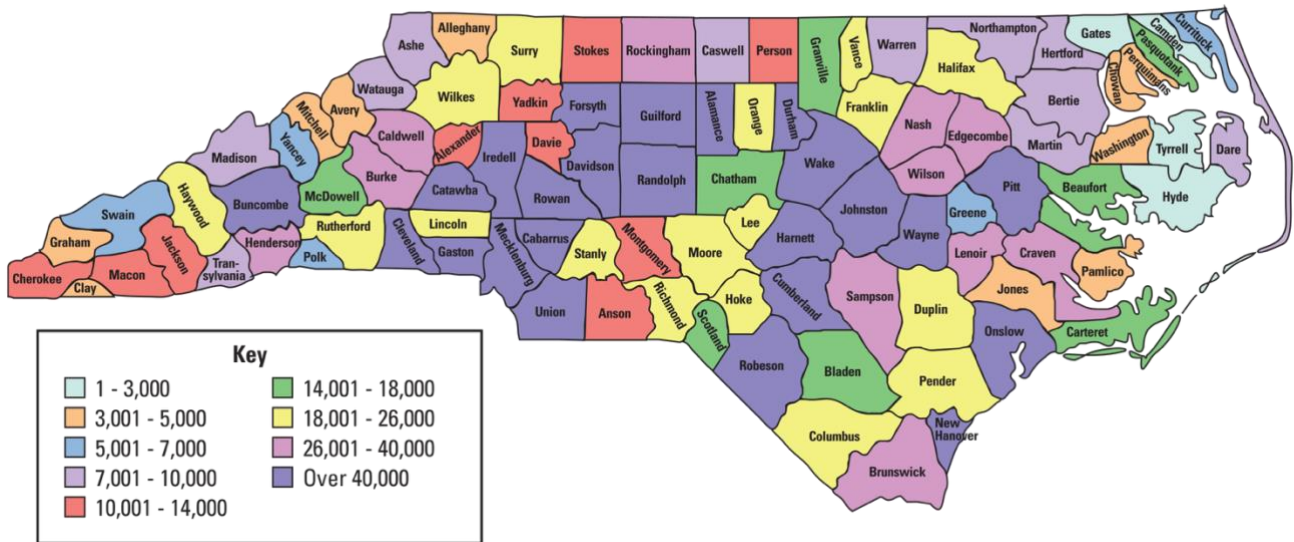 Ashe
Alleghany
Surry
Stokes
Rockingham
Caswell
Person
Granville
Vance
Warren
Northampton
Hertford
Gates
Camden
Currituck
Pasquotank
Perquimans
Chowan
Halifax
Bertie
Watauga
Wilkes
Yadkin
Forsyth
Guilford
Alamance
Orange
Durham
Franklin
Nash
Edgecombe
Martin
Washington
Tyrrell
Dare
Mitchell
Avery
Caldwell
Alexander
Iredell
Davie
Davidson
Randolph
Chatham
Wake
Wilson
Pitt
Beaufort
Hyde
Madison
Yancey
McDowell
Burke
Catawba
Rowan
Johnston
Greene
Wayne
Haywood
Buncombe
Rutherford
Lincoln
Swain
Graham
Jackson
Henderson
Polk
Cleveland
Gaston
Mecklenburg
Cabarrus
Stanly
Montgomery
Moore
Lee
Harnett
Lenoir
Craven
Pamlico
Cherokee
Clay
Macon
Tran-
sylvania
Union
Anson
Richmond
Hoke
Scotland
Cumberland
Sampson
Duplin
Jones
Onslow
Carteret
Robeson
Bladen
Pender
Columbus
New
Hanover
Brunswick
Key
1 - 3,000
3,001 - 5,000
5,001 - 7,000
7,001 - 10,000
10,001 - 14,000
14,001 - 18,000
18,001 - 26,000
26,001 - 40,000
Over 40,000